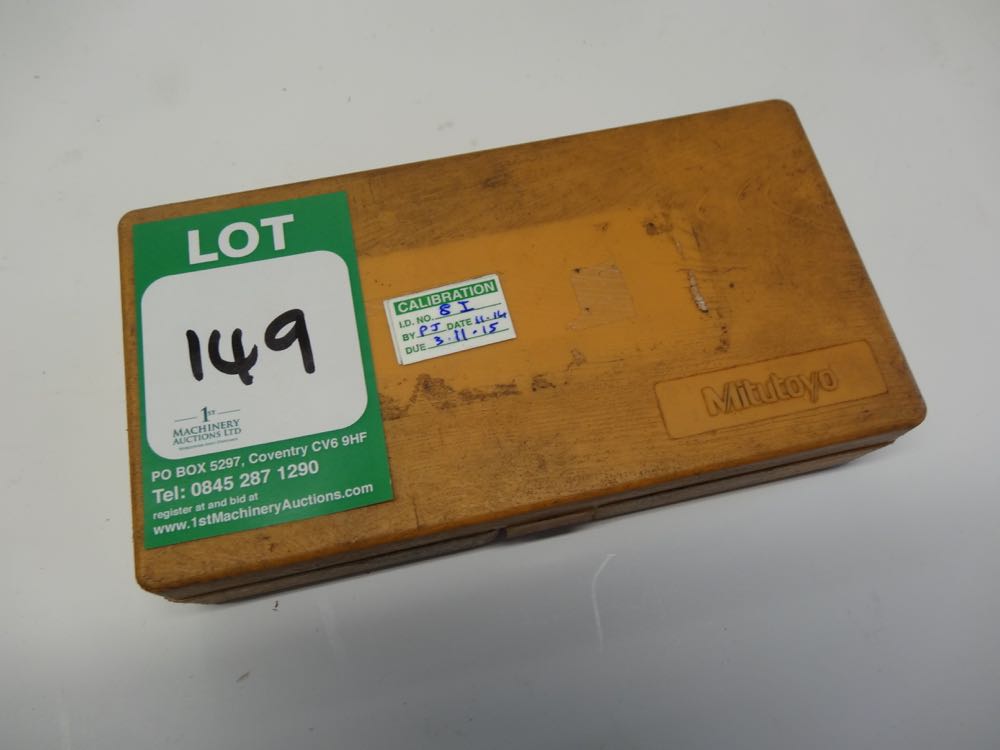 LOT
149
1ST
MACHINERY
AUCTIONS LTD
PO BOX 5297, Coventry CV6 9HF
Tel: 0845 287 1290
register at and bid at
www.1stMachineryAuctions.com
CALIBRATION
I.D. NO. 8 I
BY PJ DATE 11.14
DUE 3.11.15
Mitutoyo